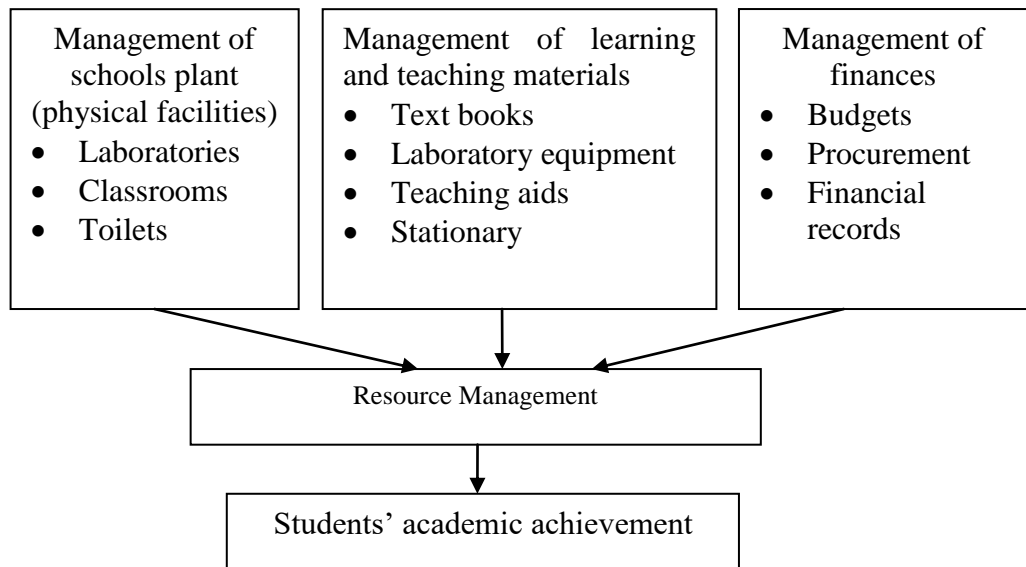 Management of
schools plant
(physical facilities)
• Laboratories
• Classrooms
• Toilets
Management of learning
and teaching materials
• Text books
• Laboratory equipment
• Teaching aids
• Stationary
Management of
finances
• Budgets
• Procurement
• Financial
records
Resource Management
Students’ academic achievement